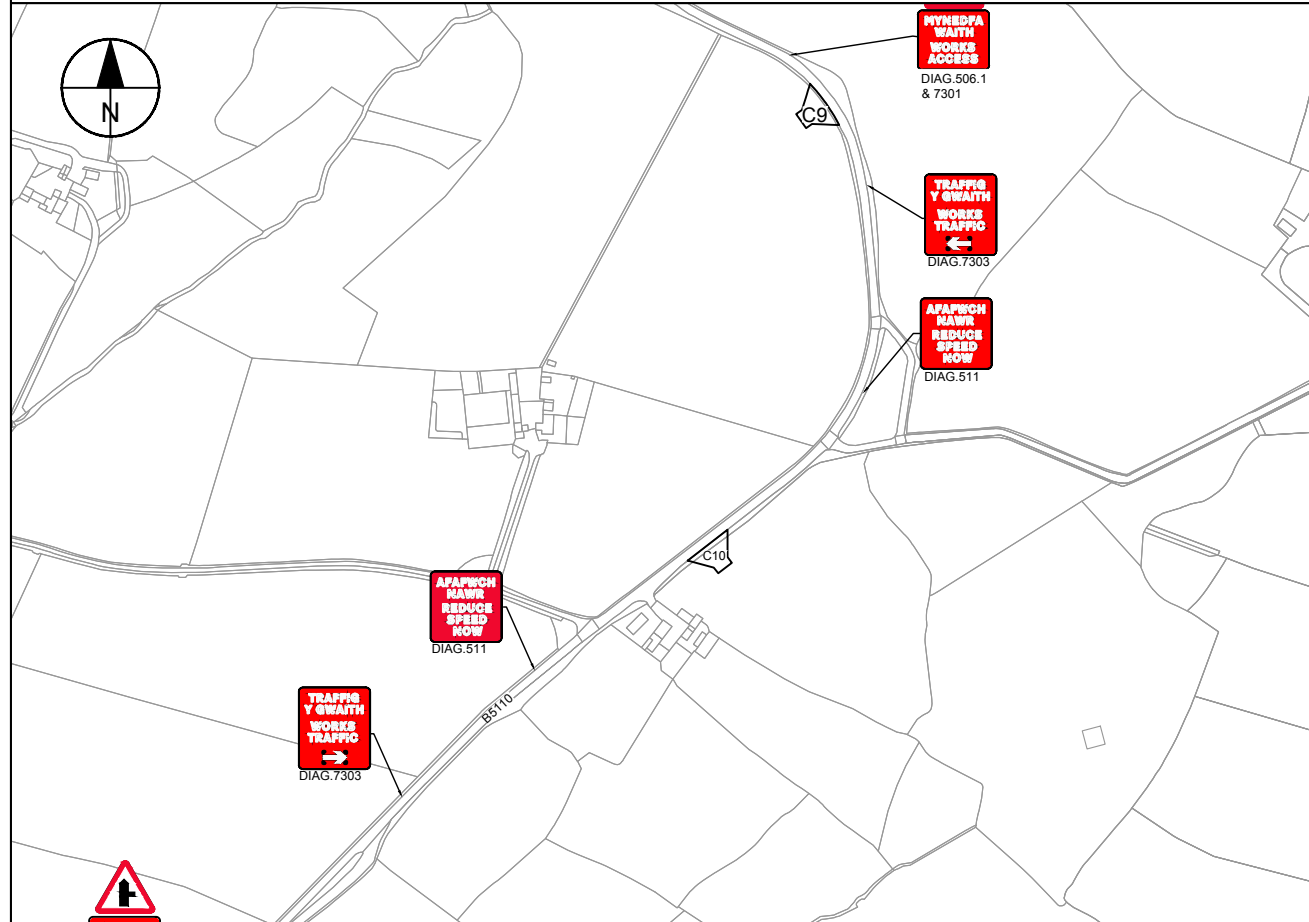 MYNEDFA
WAITH
WORKS
ACCESS
DIAG.506.1
& 7301
N
C9
TRAFFIG
Y GWAITH
WORKS
TRAFFIC
DIAG.7303
AFAFWCH
NAWR
REDUCE
SPEED
NOW
DIAG.511
C10
AFAFWCH
NAWR
REDUCE
SPEED
NOW
DIAG.511
B5110
TRAFFIG
Y GWAITH
WORKS
TRAFFIC
DIAG.7303